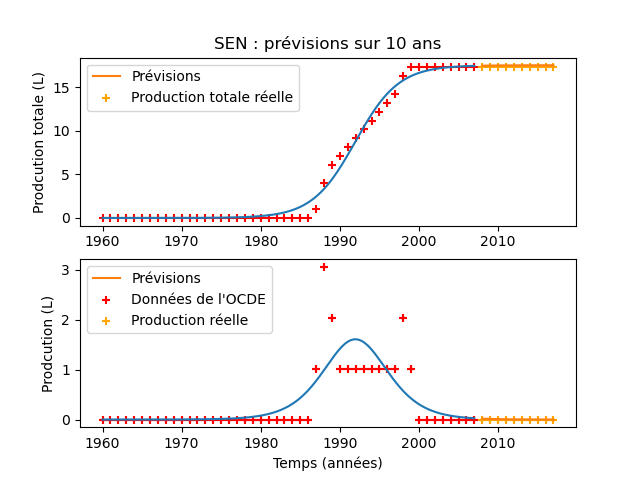 SEN : prévisions sur 10 ans
Prodcution totale (L)
15
10
5
0
Prévisions
Production totale réelle
1960 1970 1980 1990 2000 2010
Prodcution (L)
3
2
1
0
Prévisions
Données de l'OCDE
Production réelle
1960 1970 1980 1990 2000 2010
Temps (années)